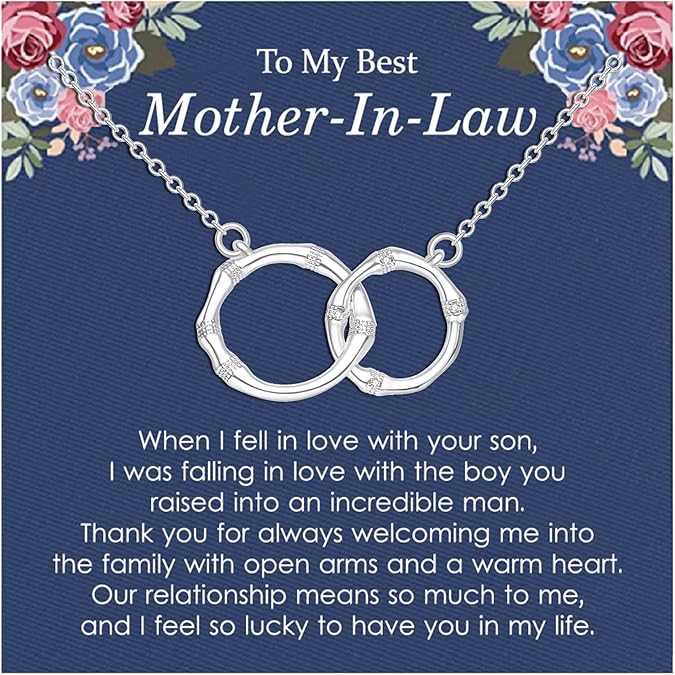 To My Best
Mother-In-Law
When I fell in love with your son,
I was falling in love with the boy you
raised into an incredible man.
Thank you for always welcoming me into
the family with open arms and a warm heart.
Our relationship means so much to me,
and I feel so lucky to have you in my life.